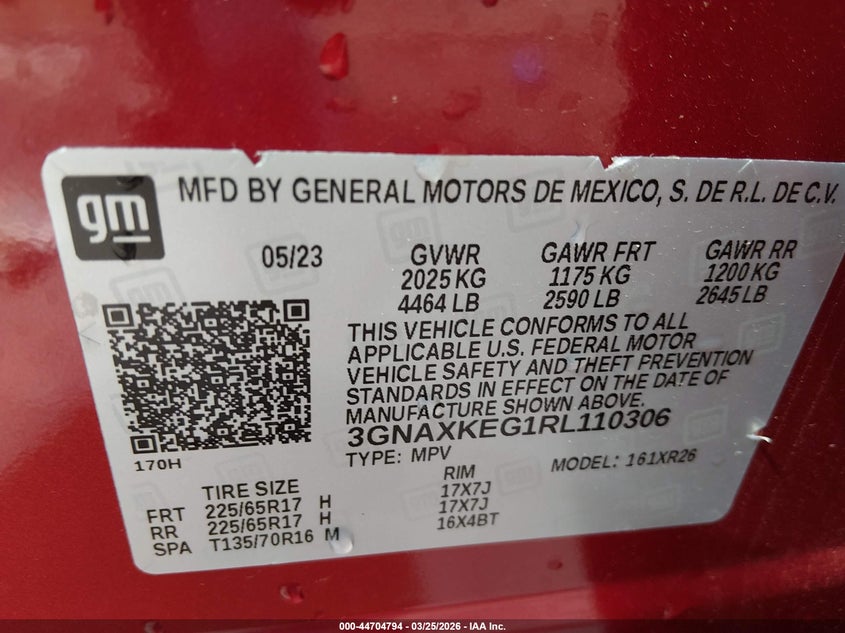 gm
MFD BY GENERAL MOTORS DE MEXICO, S. DE R.L. DE C.V.
05/23 GVWR GAWR FRT GAWR RR
2025 KG 1175 KG 1200 KG
4464 LB 2590 LB 2645 LB
THIS VEHICLE CONFORMS TO ALL
APPLICABLE U.S. FEDERAL MOTOR
VEHICLE SAFETY AND THEFT PREVENTION
STANDARDS IN EFFECT ON THE DATE OF
MANUFACTURE SHOWN ABOVE.
3GNAXKEG1RL110306
170H
TYPE: MPV MODEL: 161XR26
TIRE SIZE RIM
FRT 225/65R17 H 17X7J
RR 225/65R17 H 17X7J
SPA T135/70R16 M 16X4BT
000-44704794 — 03/25/2026 — IAA Inc.